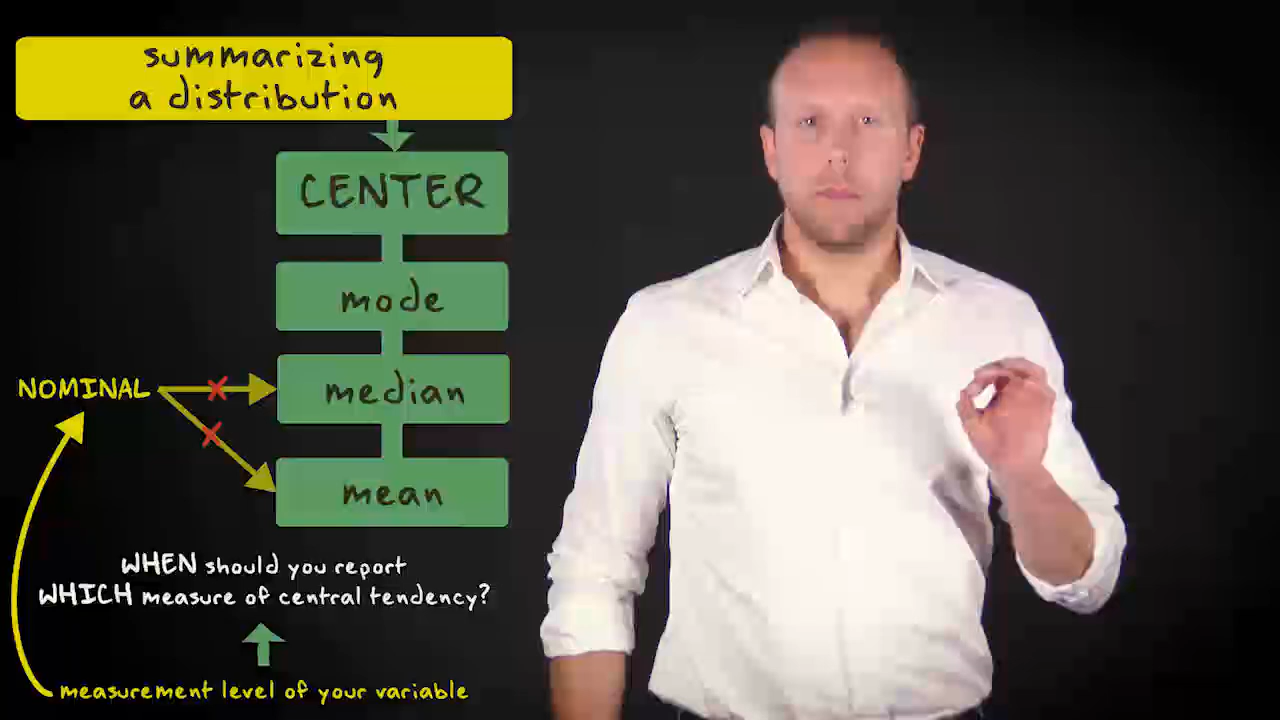 summarizing
a distribution
CENTER
mode
NOMINAL
median
mean
WHEN should you report
WHICH measure of central tendency?
measurement level of your variable